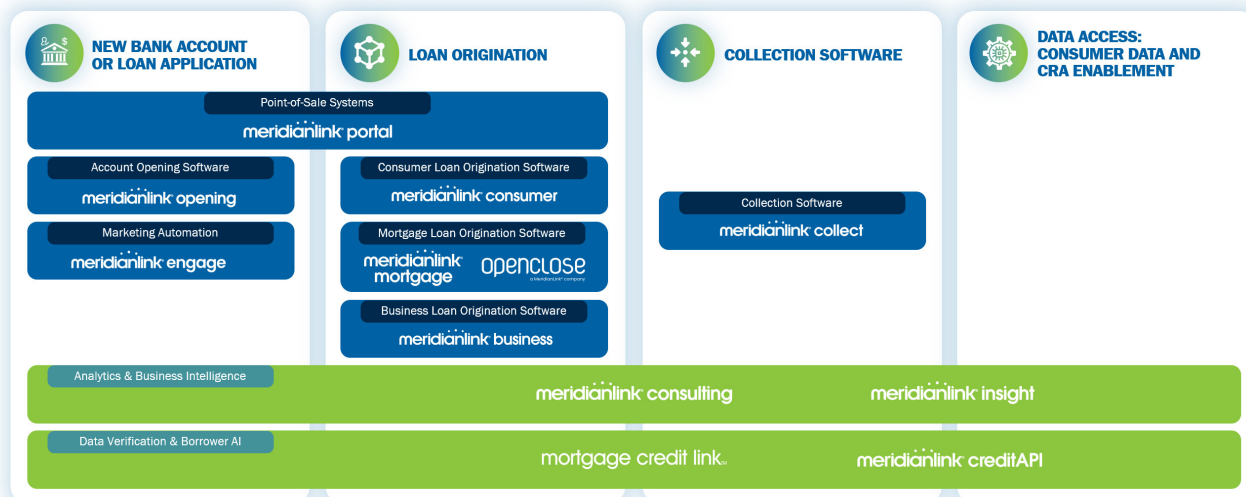 NEW BANK ACCOUNT
OR LOAN APPLICATION
LOAN ORIGINATION
COLLECTION SOFTWARE
DATA ACCESS:
CONSUMER DATA AND
CRA ENABLEMENT
Point-of-Sale Systems
meridianlink portal
Account Opening Software
meridianlink opening
Consumer Loan Origination Software
meridianlink consumer
Collection Software
meridianlink collect
Marketing Automation
meridianlink engage
Mortgage Loan Origination Software
meridianlink
mortgage
openclose
a MeridianLink® company
Business Loan Origination Software
meridianlink business
Analytics & Business Intelligence
meridianlink consulting
meridianlink insight
Data Verification & Borrower AI
mortgage credit link
meridianlink creditAPI